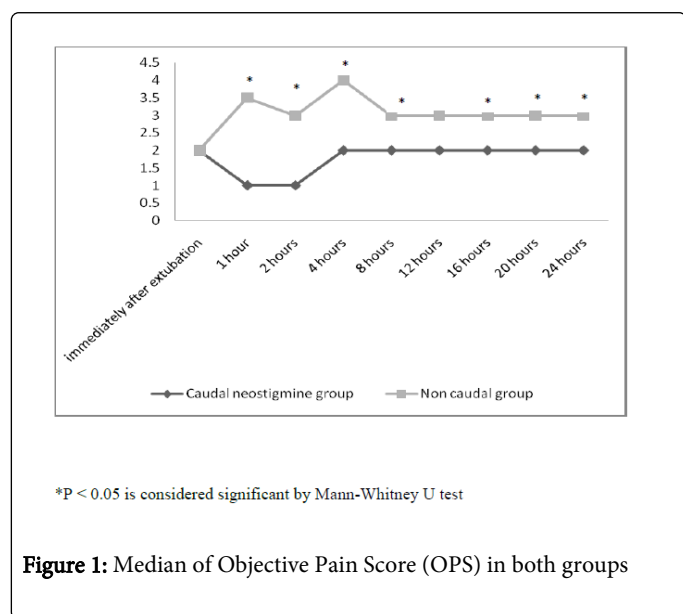 4.5
4
3.5
3
2.5
2
1.5
1
0.5
0
* * * * * * *
immediately after extubation
1 hour
2 hours
4 hours
8 hours
12 hours
16 hours
20 hours
24 hours
Caudal neostigmine group Non caudal group
*P < 0.05 is considered significant by Mann-Whitney U test
Figure 1: Median of Objective Pain Score (OPS) in both groups